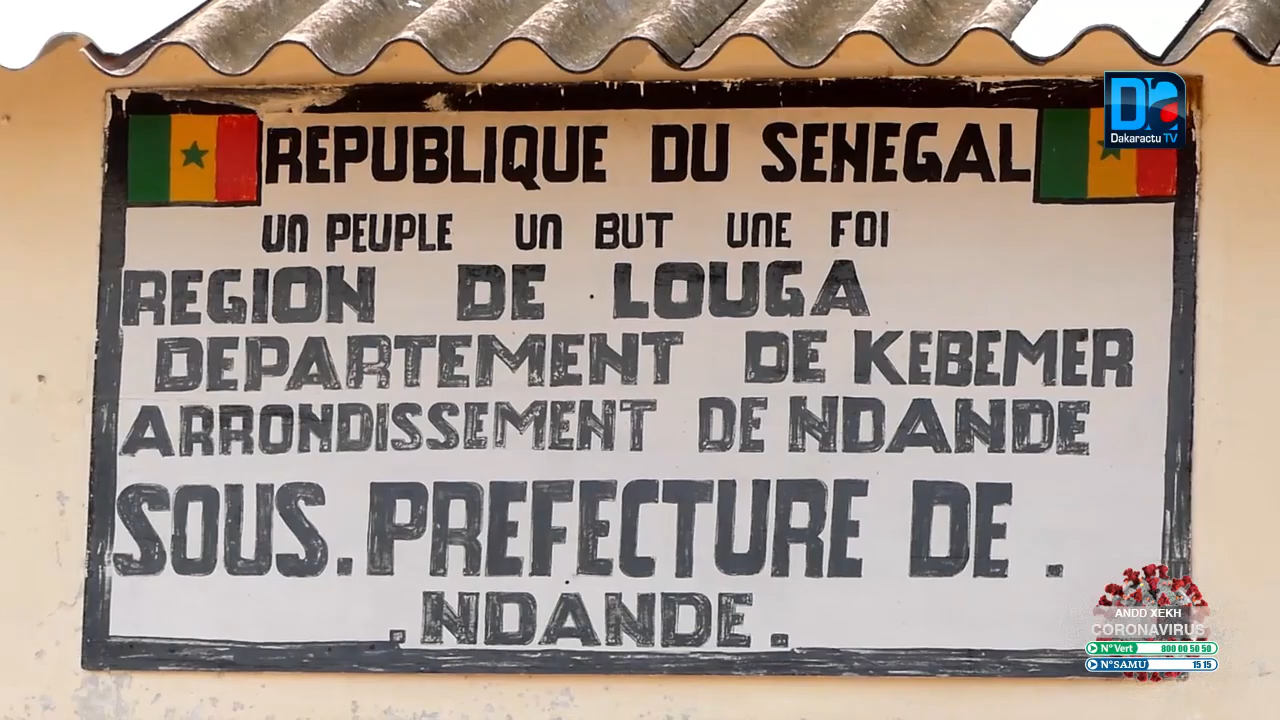 REPUBLIQUE DU SENEGAL
UN PEUPLE UN BUT UNE FOI
REGION DE LOUGA
DEPARTEMENT DE KEBEMER
ARRONDISSEMENT DE NDANDE
SOUS.PREFECTURE DE .
.NDANDE.
Dakaractu TV
ANDD XEKH
CORONAVIRUS
N°Vert 800 00 50 50
N°SAMU 15 15